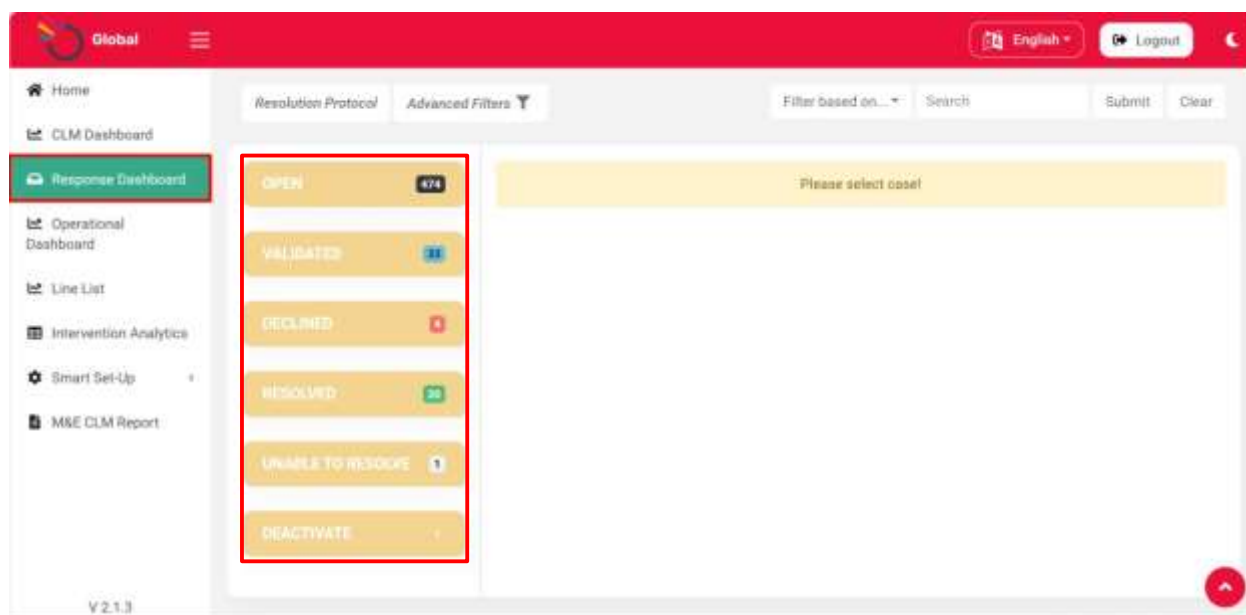 Global
English
Logout
Home
CLM Dashboard
Response Dashboard
Operational
Dashboard
Line List
Intervention Analytics
Smart Set-Up
M&E CLM Report
V 2.1.3
Resolution Protocol
Advanced Filters
Filter based on...
Search
Submit
Clear
OPEN 474
VALIDATED
DECLINED
RESOLVED
UNABLE TO RESOLVE 1
DEACTIVATE
Please select case!